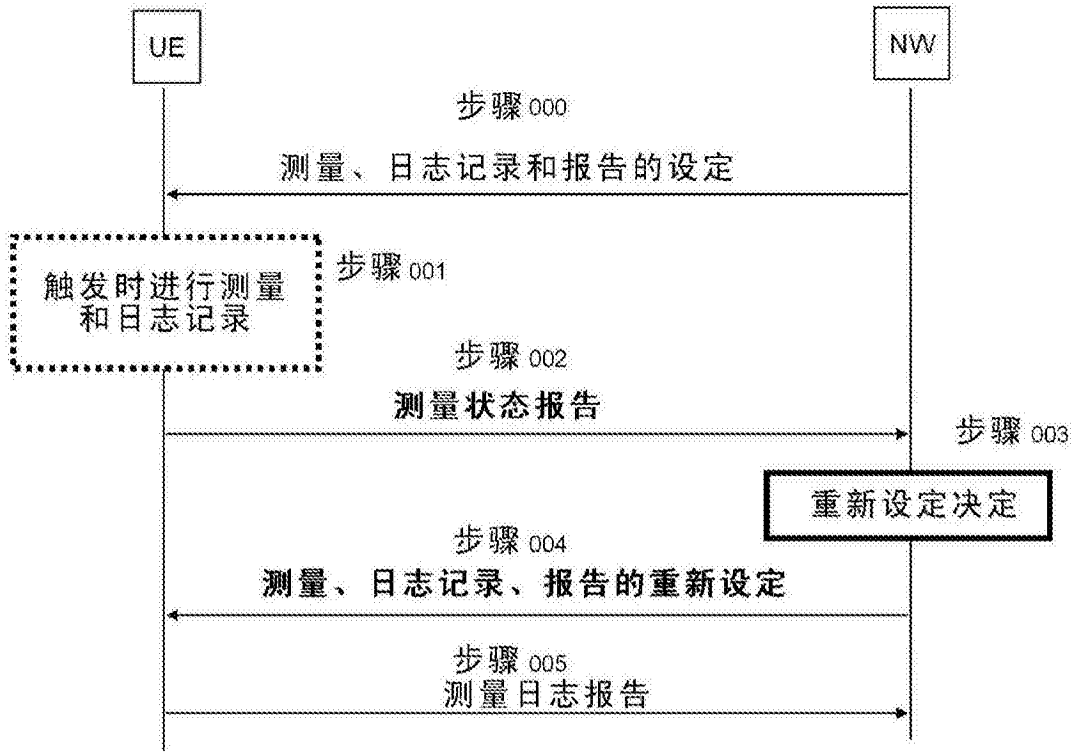 UE
NW
步骤 000
测量、日志记录和报告的设定
触发时进行测量
和日志记录
步骤 001
步骤 002
测量状态报告
步骤 003
重新设定决定
步骤 004
测量、日志记录、报告的重新设定
步骤 005
测量日志报告